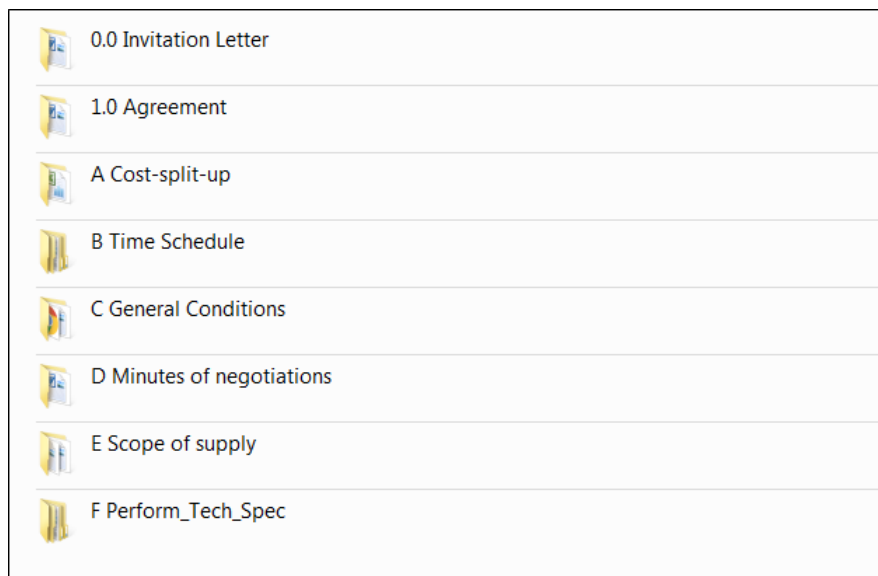 0.0 Invitation Letter
1.0 Agreement
A Cost-split-up
B Time Schedule
C General Conditions
D Minutes of negotiations
E Scope of supply
F Perform_Tech_Spec